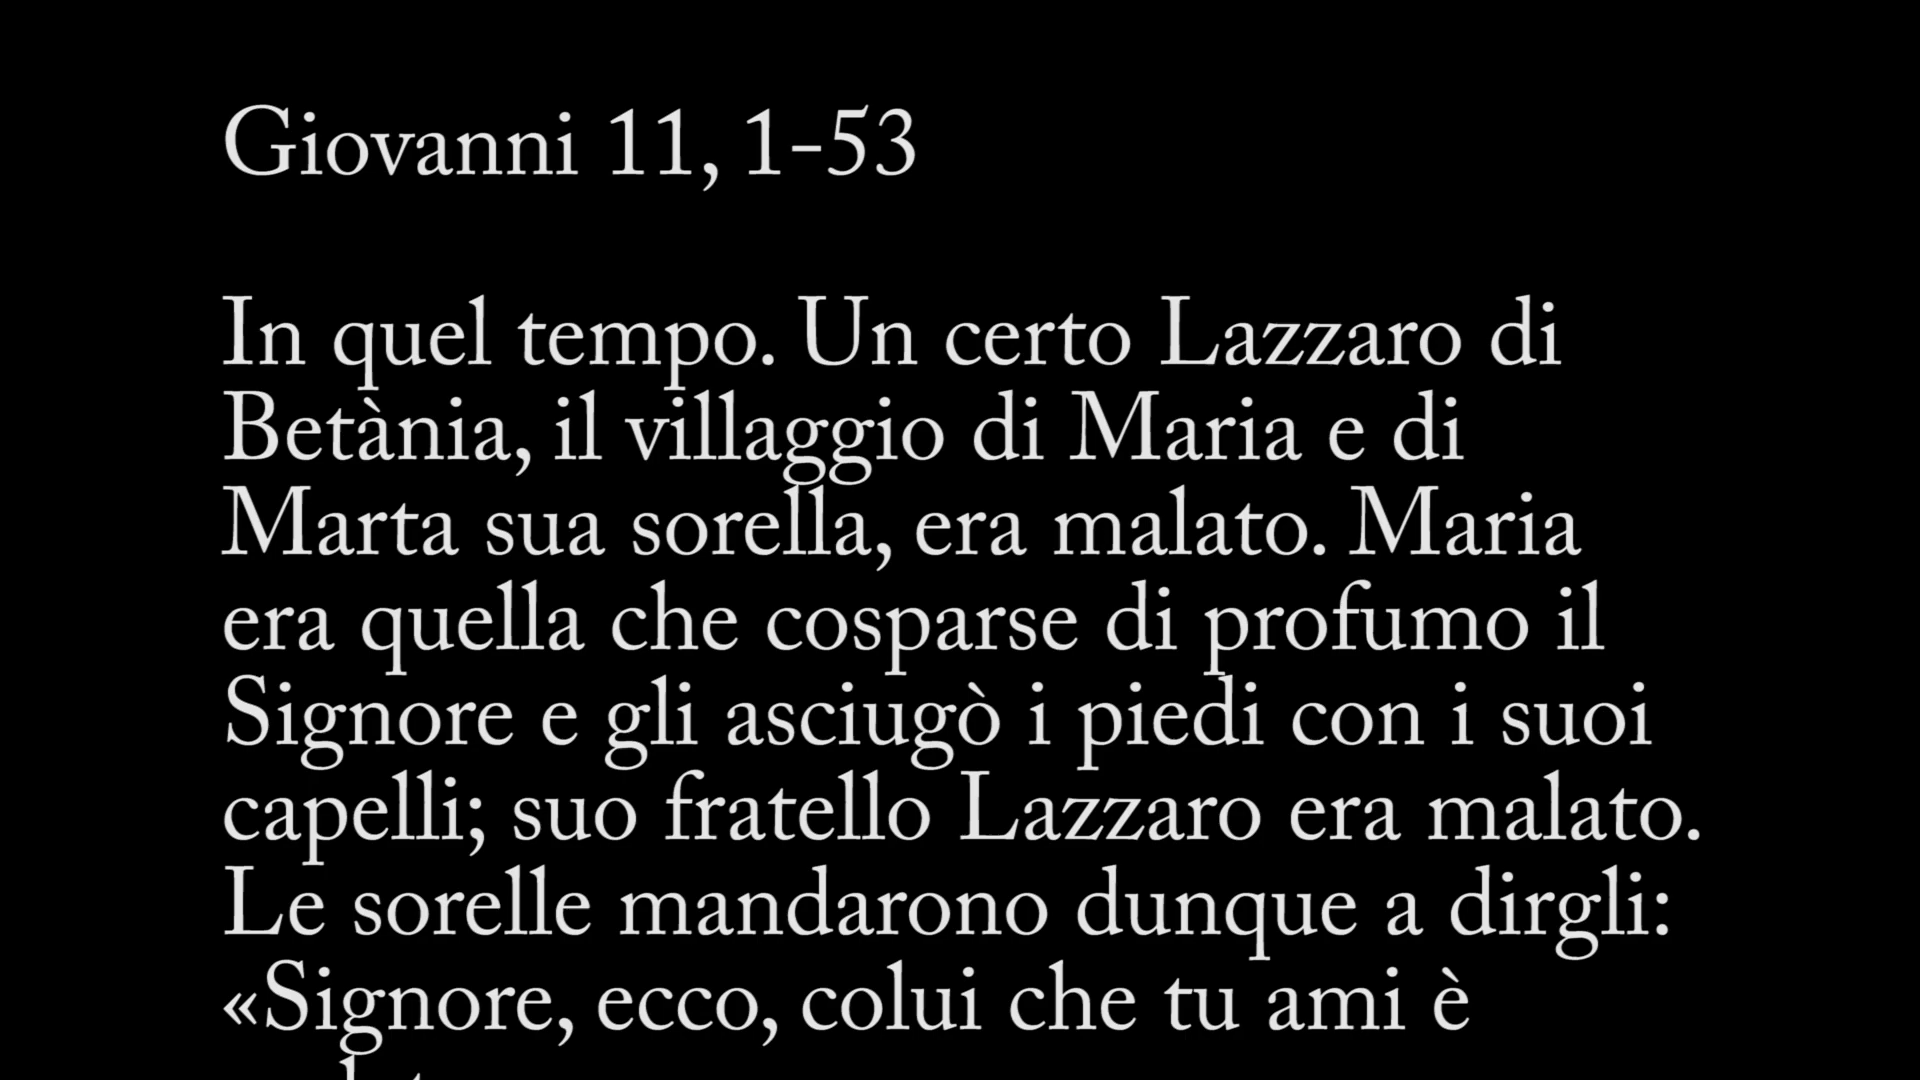 Giovanni 11, 1-53
In quel tempo. Un certo Lazzaro di
Betània, il villaggio di Maria e di
Marta sua sorella, era malato. Maria
era quella che cosparse di profumo il
Signore e gli asciugò i piedi con i suoi
capelli; suo fratello Lazzaro era malato.
Le sorelle mandarono dunque a dirgli:
«Signore, ecco, colui che tu ami è